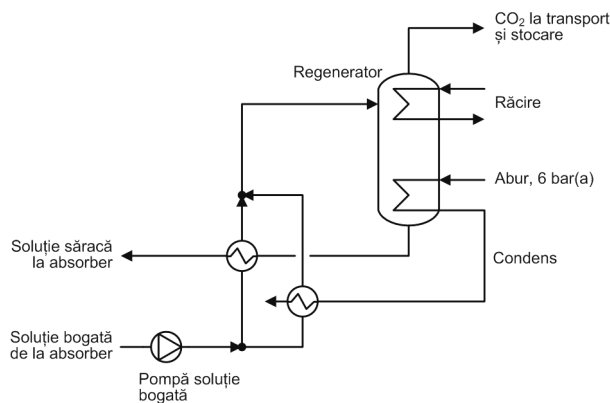 CO₂ la transport
și stocare
Regenerator
Răcire
Abur, 6 bar(a)
Soluție săracă
la absorber
Condens
Soluție bogată
de la absorber
Pompă soluție
bogată